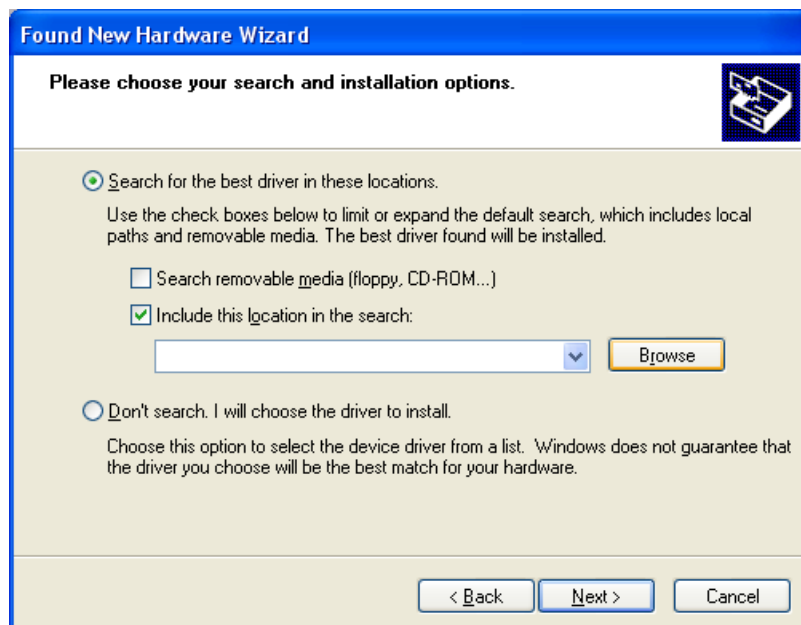 Found New Hardware Wizard
Please choose your search and installation options.
Search for the best driver in these locations.
Use the check boxes below to limit or expand the default search, which includes local
paths and removable media. The best driver found will be installed.
Search removable media (floppy, CD-ROM...)
Include this location in the search:
Browse
Don't search. I will choose the driver to install.
Choose this option to select the device driver from a list.  Windows does not guarantee that
the driver you choose will be the best match for your hardware.
< Back Next > Cancel